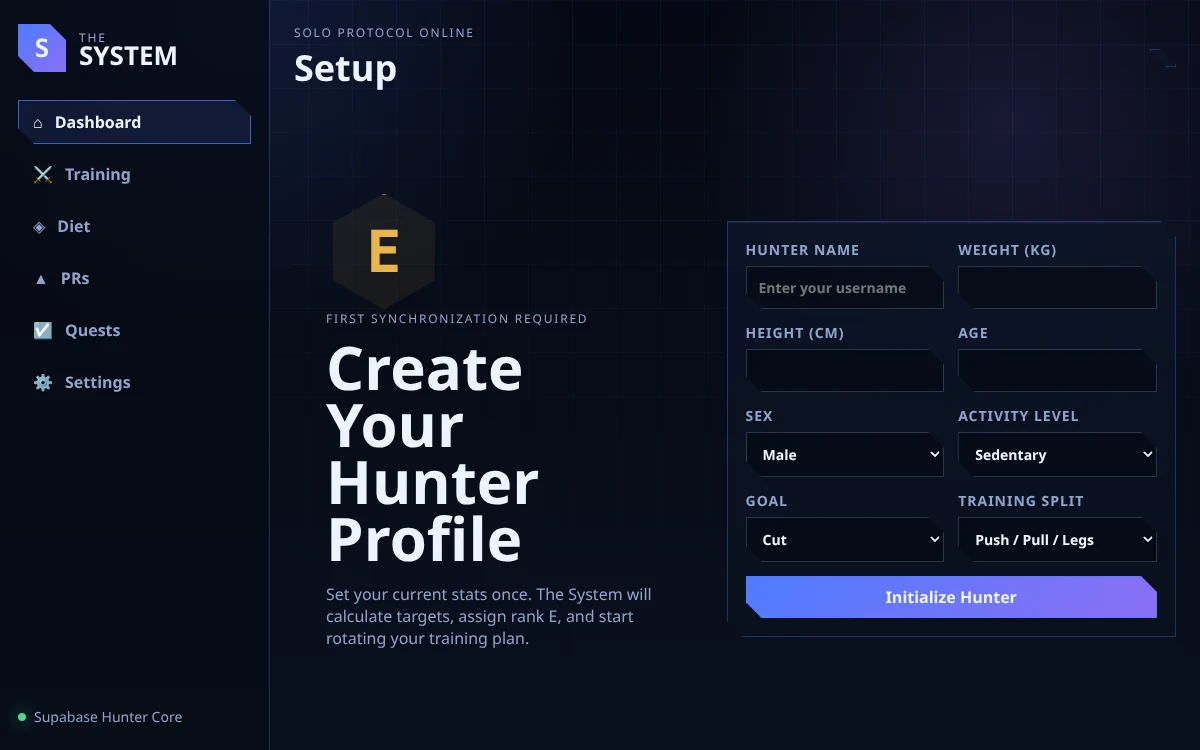 S
THE
SYSTEM
Dashboard
Training
Diet
PRs
Quests
Settings
Supabase Hunter Core
SOLO PROTOCOL ONLINE
Setup
E
FIRST SYNCHRONIZATION REQUIRED
Create
Your
Hunter
Profile
Set your current stats once. The System will
calculate targets, assign rank E, and start
rotating your training plan.
HUNTER NAME
WEIGHT (KG)
Enter your username
HEIGHT (CM)
AGE
SEX
ACTIVITY LEVEL
Male
Sedentary
GOAL
TRAINING SPLIT
Cut
Push / Pull / Legs
Initialize Hunter